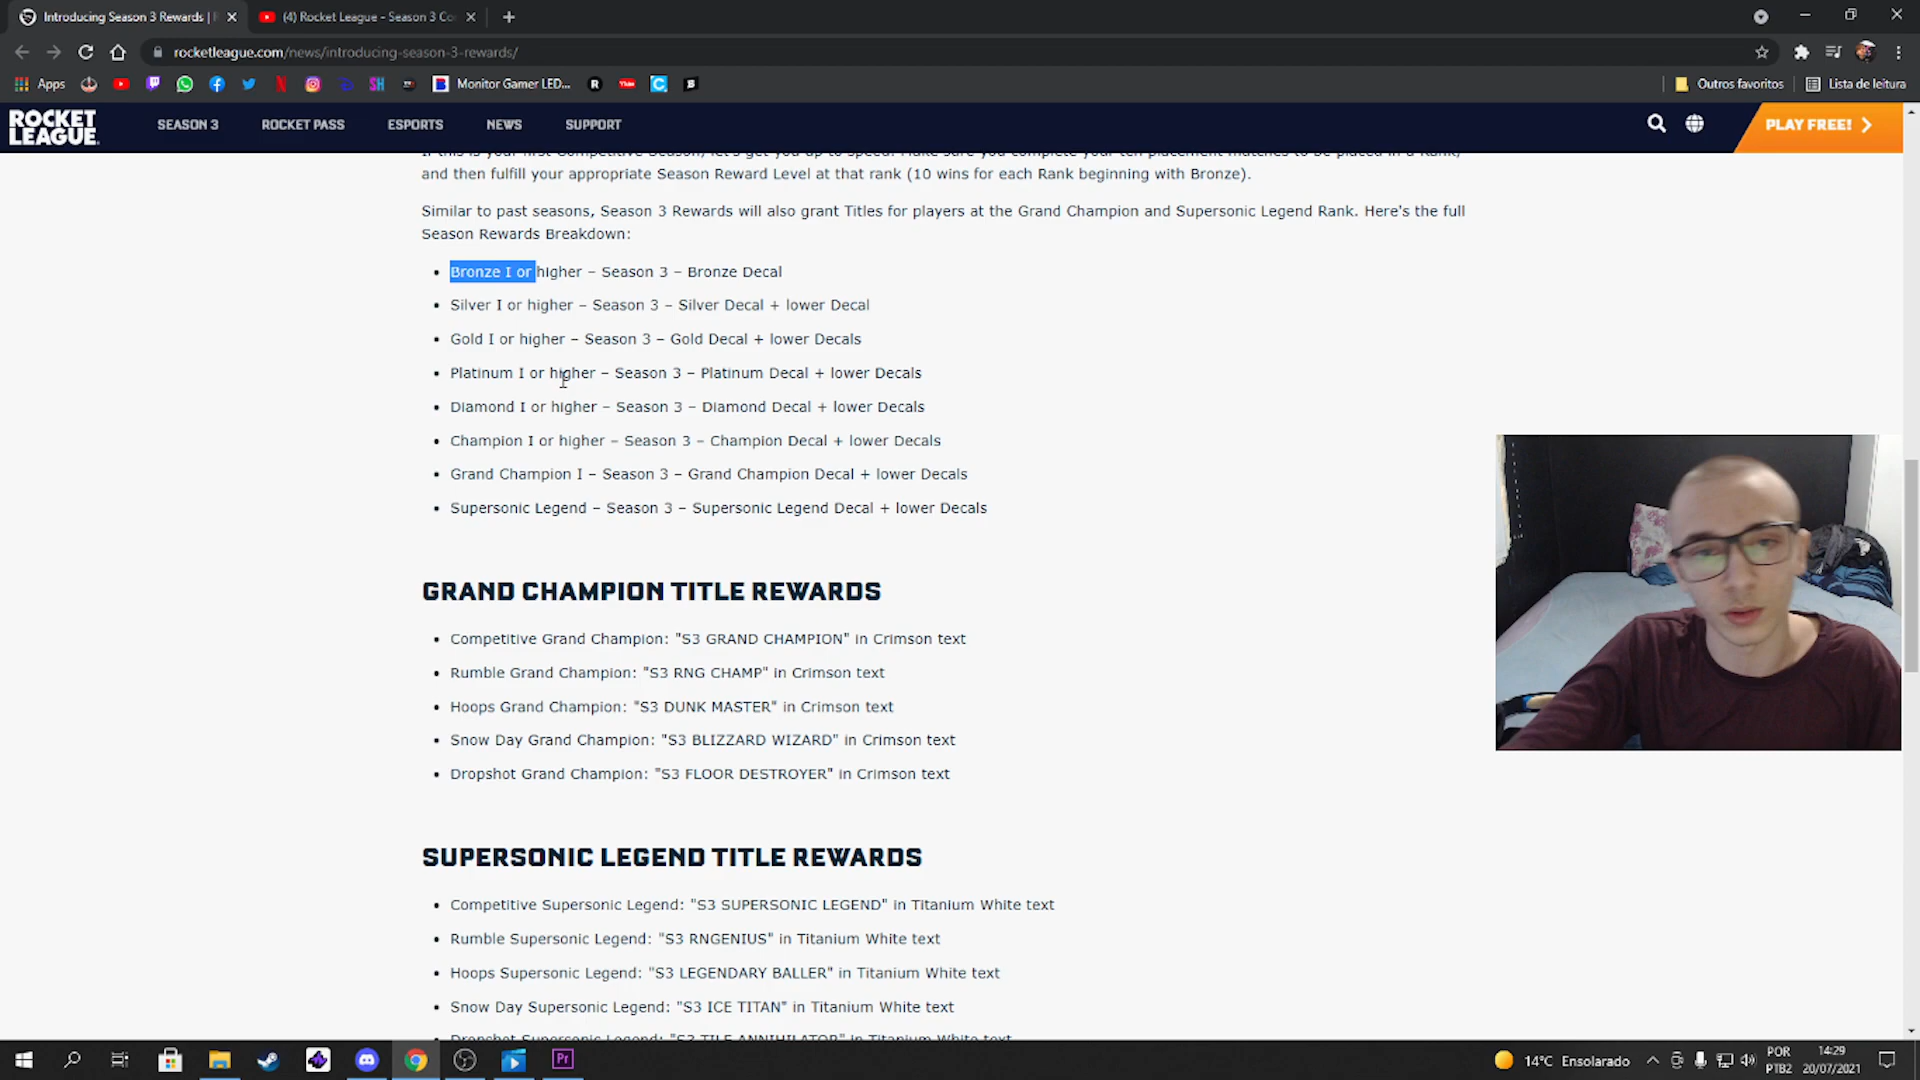 Introducing Season 3 Rewards |
(4) Rocket League - Season 3 Co
rocketleague.com/news/introducing-season-3-rewards/
Apps
Monitor Gamer LED...
Outros favoritos
Lista de leitura
ROCKET LEAGUE
SEASON 3
ROCKET PASS
ESPORTS
NEWS
SUPPORT
PLAY FREE!
If this is your first Competitive Season, let's get you up to speed. Make sure you complete your ten placement matches to be placed in a Rank,
and then fulfill your appropriate Season Reward Level at that rank (10 wins for each Rank beginning with Bronze).
Similar to past seasons, Season 3 Rewards will also grant Titles for players at the Grand Champion and Supersonic Legend Rank. Here's the full
Season Rewards Breakdown:
• Bronze I or higher – Season 3 – Bronze Decal
• Silver I or higher – Season 3 – Silver Decal + lower Decal
• Gold I or higher – Season 3 – Gold Decal + lower Decals
• Platinum I or higher – Season 3 – Platinum Decal + lower Decals
• Diamond I or higher – Season 3 – Diamond Decal + lower Decals
• Champion I or higher – Season 3 – Champion Decal + lower Decals
• Grand Champion I – Season 3 – Grand Champion Decal + lower Decals
• Supersonic Legend – Season 3 – Supersonic Legend Decal + lower Decals
GRAND CHAMPION TITLE REWARDS
• Competitive Grand Champion: "S3 GRAND CHAMPION" in Crimson text
• Rumble Grand Champion: "S3 RNG CHAMP" in Crimson text
• Hoops Grand Champion: "S3 DUNK MASTER" in Crimson text
• Snow Day Grand Champion: "S3 BLIZZARD WIZARD" in Crimson text
• Dropshot Grand Champion: "S3 FLOOR DESTROYER" in Crimson text
SUPERSONIC LEGEND TITLE REWARDS
• Competitive Supersonic Legend: "S3 SUPERSONIC LEGEND" in Titanium White text
• Rumble Supersonic Legend: "S3 RNGENIUS" in Titanium White text
• Hoops Supersonic Legend: "S3 LEGENDARY BALLER" in Titanium White text
• Snow Day Supersonic Legend: "S3 ICE TITAN" in Titanium White text
• Dropshot Supersonic Legend: "S3 TILE ANNIHILATOR" in Titanium White text
Pr
14°C Ensolarado
POR
PTB2
14:29
20/07/2021